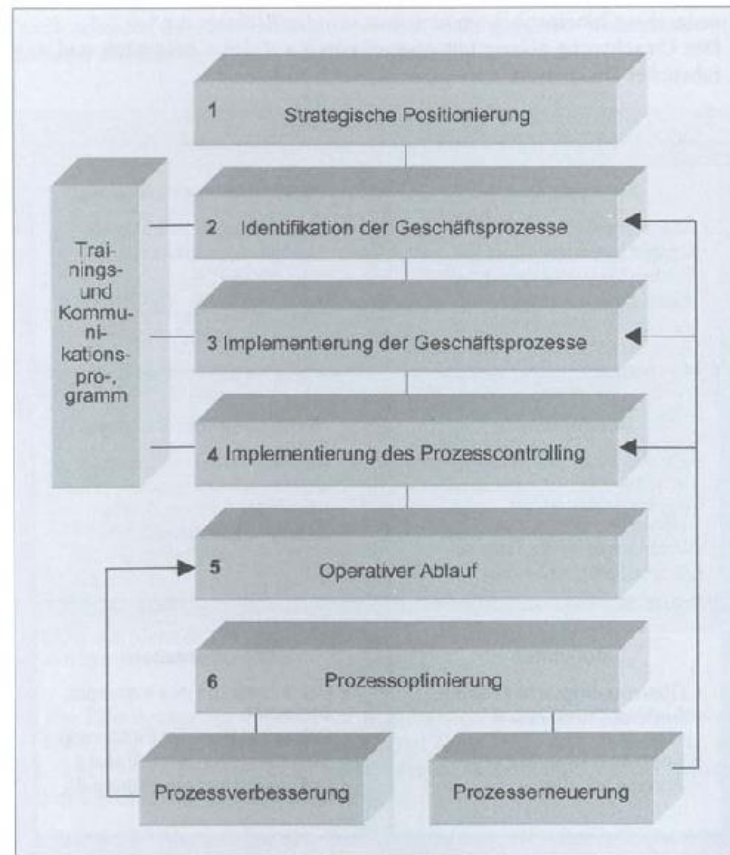 1 Strategische Positionierung
2 Identifikation der Geschäftsprozesse
Trai-
nings-
und
Kommu-
ni-
kations-
pro-,
gramm
3 Implementierung der Geschäftsprozesse
4 Implementierung des Prozesscontrolling
5 Operativer Ablauf
6 Prozessoptimierung
Prozessverbesserung
Prozesserneuerung